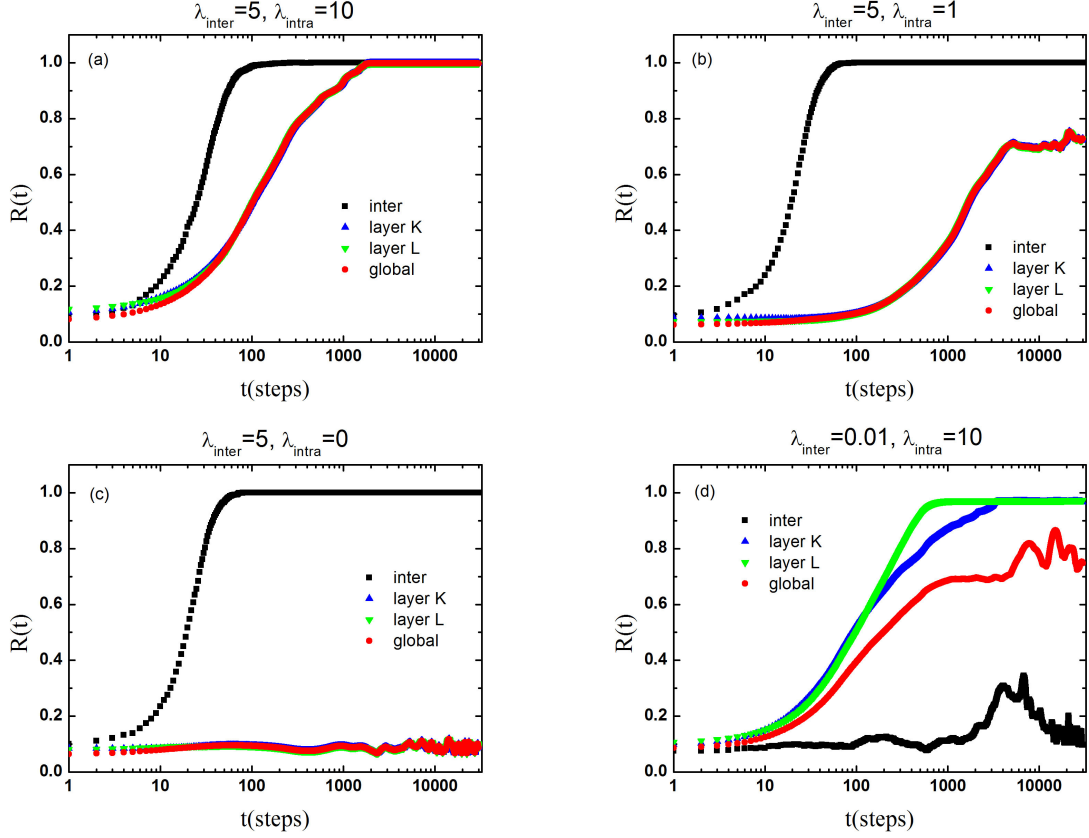 λinter=5, λintra=10
(a)
1.0
0.8
0.6
0.4
0.2
0.0
R(t)
inter
layer K
layer L
global
1 10 100 1000 10000
t(steps)
λinter=5, λintra=1
(b)
1.0
0.8
0.6
0.4
0.2
0.0
R(t)
inter
layer K
layer L
global
1 10 100 1000 10000
t(steps)
λinter=5, λintra=0
(c)
1.0
0.8
0.6
0.4
0.2
0.0
R(t)
inter
layer K
layer L
global
1 10 100 1000 10000
t(steps)
λinter=0.01, λintra=10
(d)
1.0
0.8
0.6
0.4
0.2
0.0
R(t)
inter
layer K
layer L
global
1 10 100 1000 10000
t(steps)